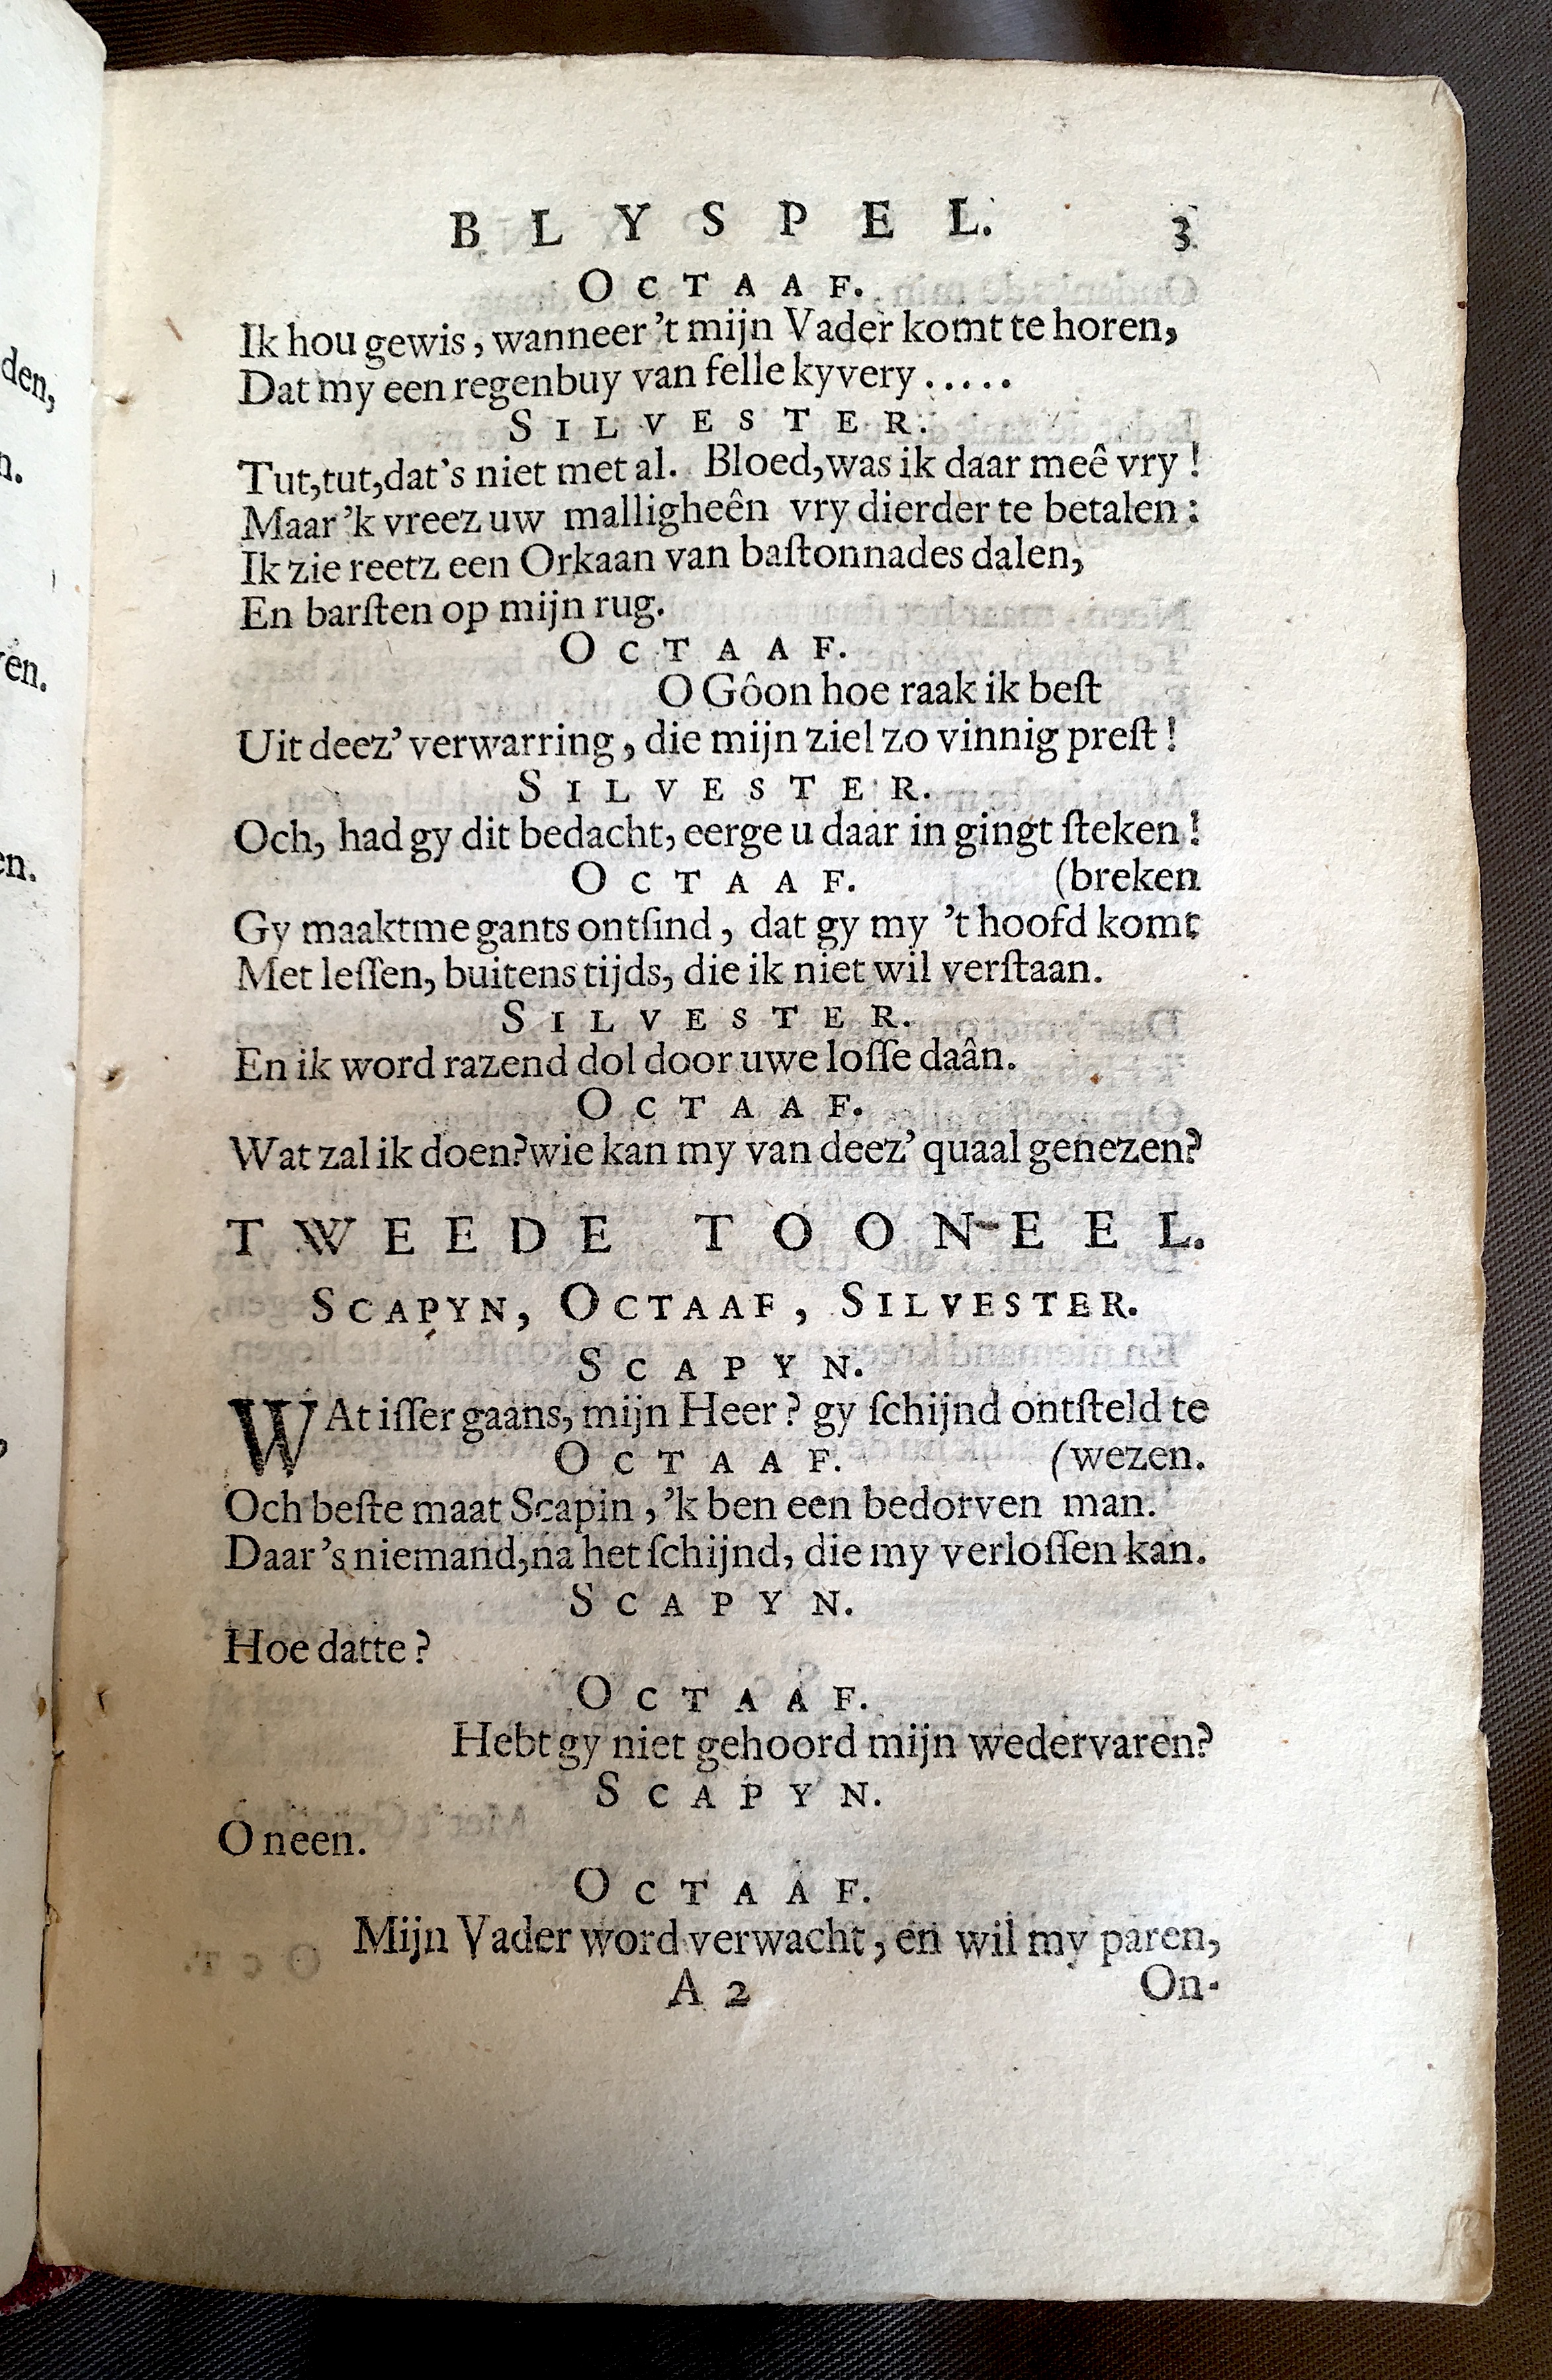 den,
n.
en.
en.
BLYSPEL. 3
OCTAAF.
Ik hou gewis, wanneer 't mijn Vader komt te horen,
Dat my een regenbuy van felle kyvery.....
SILVESTER.
Tut,tut,dat's niet met al. Bloed,was ik daar meê vry!
Maar 'k vreez uw malligheên vry dierder te betalen:
Ik zie reetz een Orkaan van baſtonnades dalen,
En barſten op mijn rug.
OCTAAF.
O Gôon hoe raak ik beſt
Uit deez' verwarring, die mijn ziel zo vinnig preſt!
SILVESTER.
Och, had gy dit bedacht, eerge u daar in gingt ſteken!
OCTAAF. (breken
Gy maaktme gants ontſind, dat gy my 't hoofd komt
Met leſſen, buitens tijds, die ik niet wil verſtaan.
SILVESTER.
En ik word razend dol door uwe loſſe daân.
OCTAAF.
Wat zal ik doen?wie kan my van deez' quaal genezen?
TWEEDE TOONEEL.
SCAPYN, OCTAAF, SILVESTER.
SCAPYN.
WAt iſſer gaans, mijn Heer? gy ſchijnd ontſteld te
OCTAAF. (wezen.
Och beſte maat Scapin, 'k ben een bedorven man.
Daar 's niemand,na het ſchijnd, die my verloſſen kan.
SCAPYN.
Hoe datte?
OCTAAF.
Hebt gy niet gehoord mijn wedervaren?
SCAPYN.
O neen.
OCTAAF.
Mijn Vader word verwacht, en wil my paren,
A 2 On-